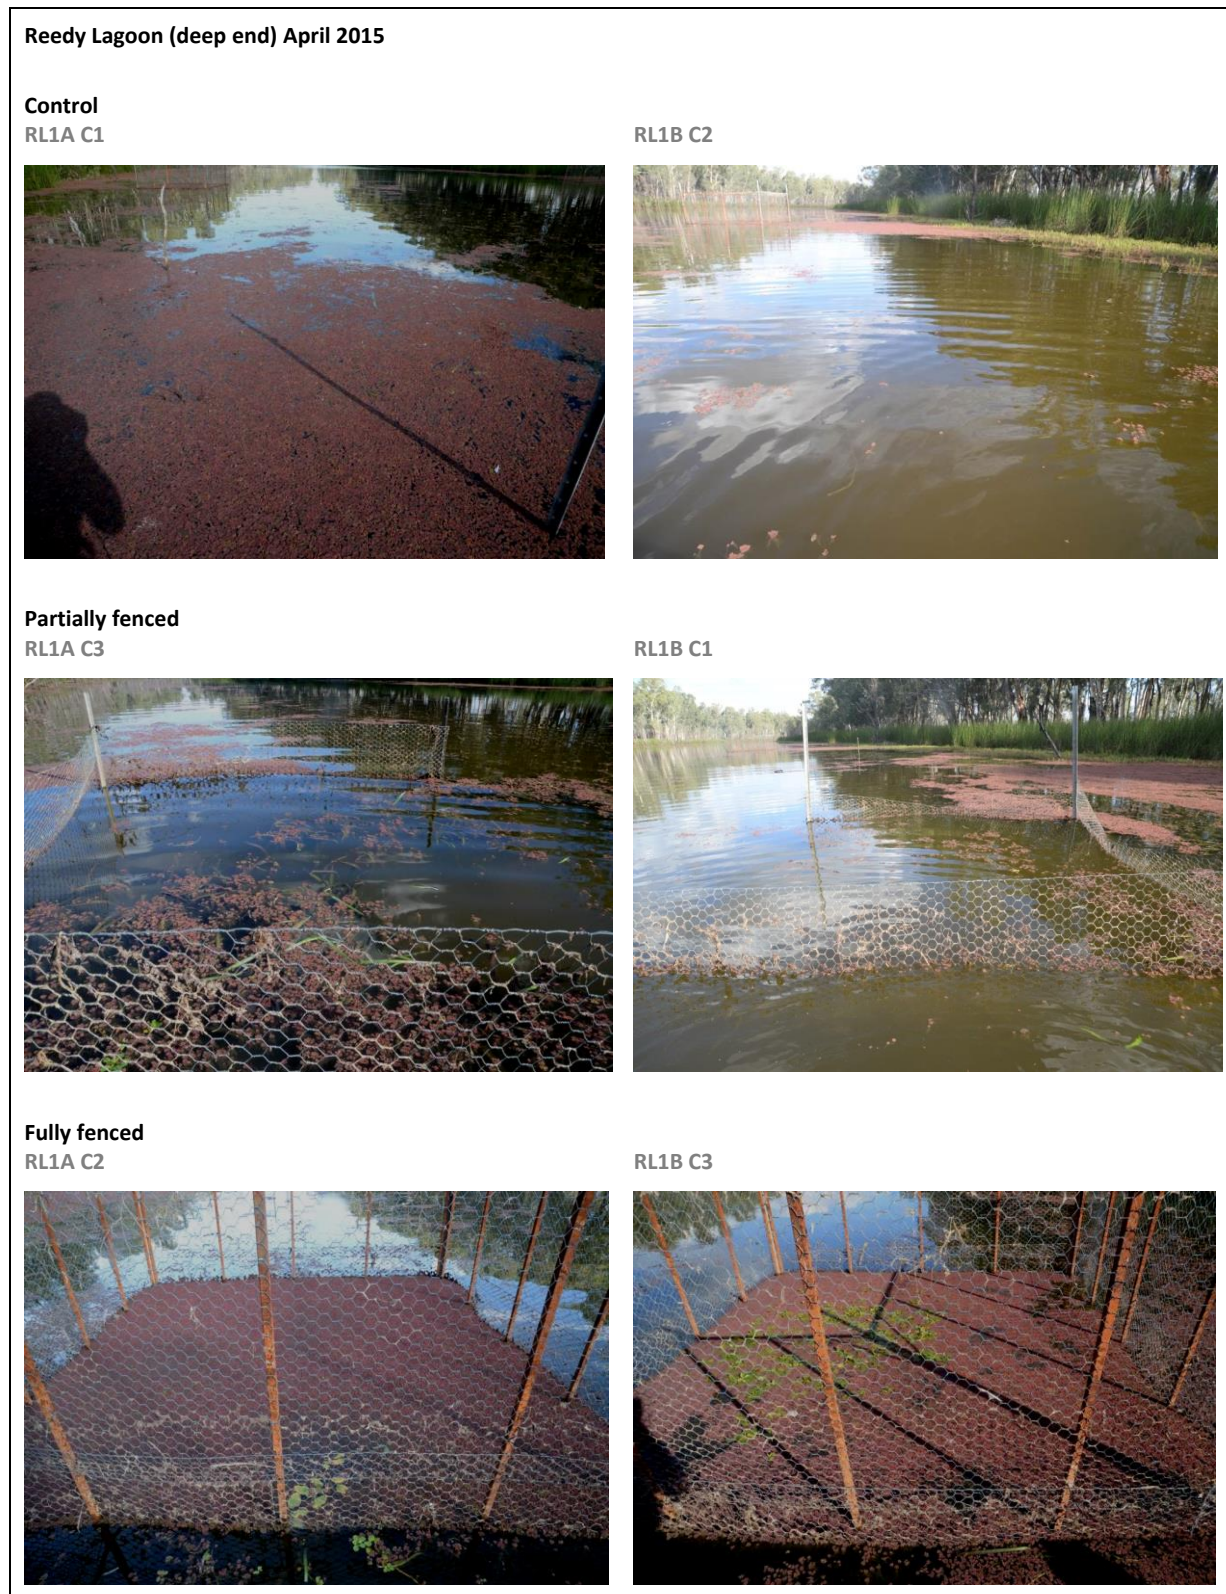 Reedy Lagoon (deep end) April 2015
Control
RL1A C1
RL1B C2
Partially fenced
RL1A C3
RL1B C1
Fully fenced
RL1A C2
RL1B C3